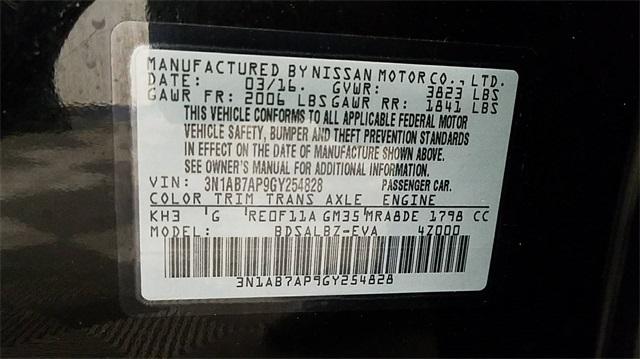 MANUFACTURED BY NISSAN MOTOR CO., LTD.
DATE: 03/16. GVWR: 3823 LBS
GAWR FR: 2006 LBS GAWR RR: 1841 LBS
THIS VEHICLE CONFORMS TO ALL APPLICABLE FEDERAL MOTOR
VEHICLE SAFETY, BUMPER AND THEFT PREVENTION STANDARDS
IN EFFECT ON THE DATE OF MANUFACTURE SHOWN ABOVE.
SEE OWNER'S MANUAL FOR ADDITIONAL INFORMATION.
VIN: 3N1AB7AP9GY254828 PASSENGER CAR.
COLOR TRIM TRANS AXLE ENGINE
KH3 G RE0F11A GM35 MRA8DE 1798 CC
MODEL: BDSALBZ-EVA 4Z000
3N1AB7AP9GY254828